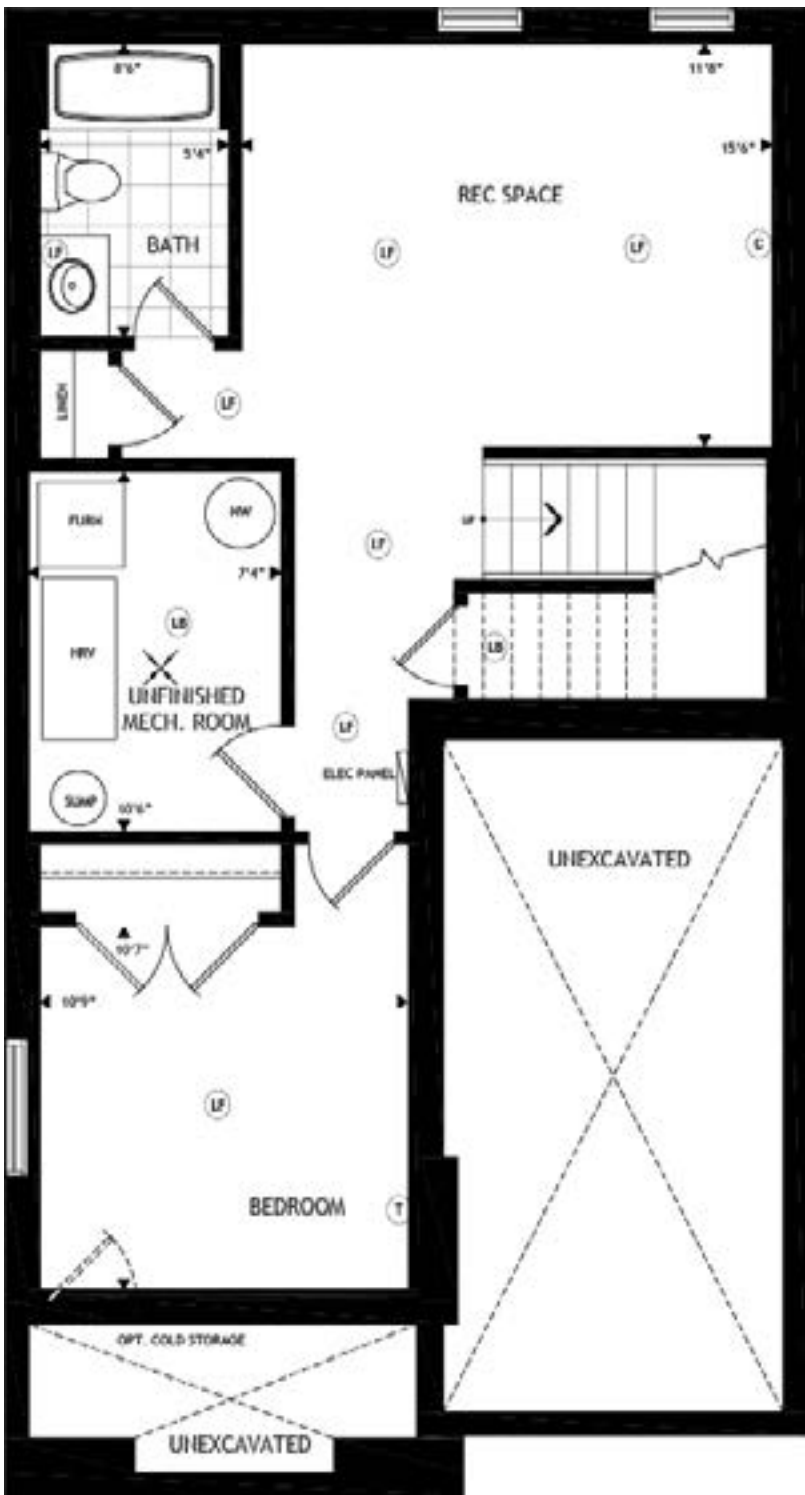 8'6"
11'8"
5'4"
15'6"
REC SPACE
BATH
LF
LF
LF
C
LINEN
LF
FURN
HW
UP
LF
7'4"
LB
HRV
LB
UNFINISHED
MECH. ROOM
LF
ELEC PANEL
SUMP
10'6"
UNEXCAVATED
10'7"
10'9"
LF
BEDROOM
T
OPT. COLD STORAGE
UNEXCAVATED